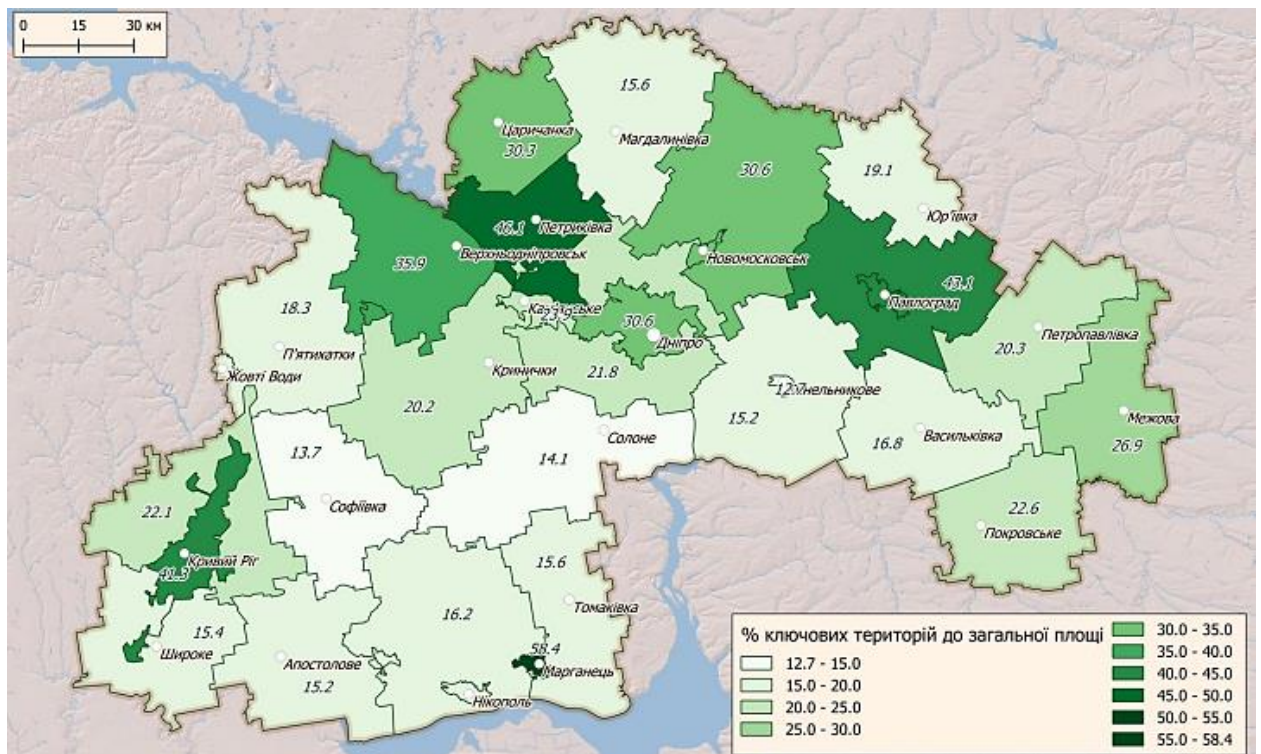 0 15 30 км
15.6
Царичанка
30.3
Магдалинівка
30.6
19.1
Юр'ївка
46.1
Петриківка
Верхньодніпровськ
Новомосковськ
35.9
43.1
Павлоград
18.3
30.6
Дніпро
Петропавлівка
20.3
П'ятихатки
Жовті Води
Кринички
21.8
20.2
12.7
15.2
Межова
26.9
Васильківка
16.8
Солоне
13.7
14.1
Софіївка
22.1
22.6
Покровське
Кривий Ріг
41.3
15.6
Томаківка
16.2
15.4
Широке
Апостолове
15.2
58.4
Марганець
Нікополь
% ключових територій до загальної площі
12.7 - 15.0
15.0 - 20.0
20.0 - 25.0
25.0 - 30.0
30.0 - 35.0
35.0 - 40.0
40.0 - 45.0
45.0 - 50.0
50.0 - 55.0
55.0 - 58.4